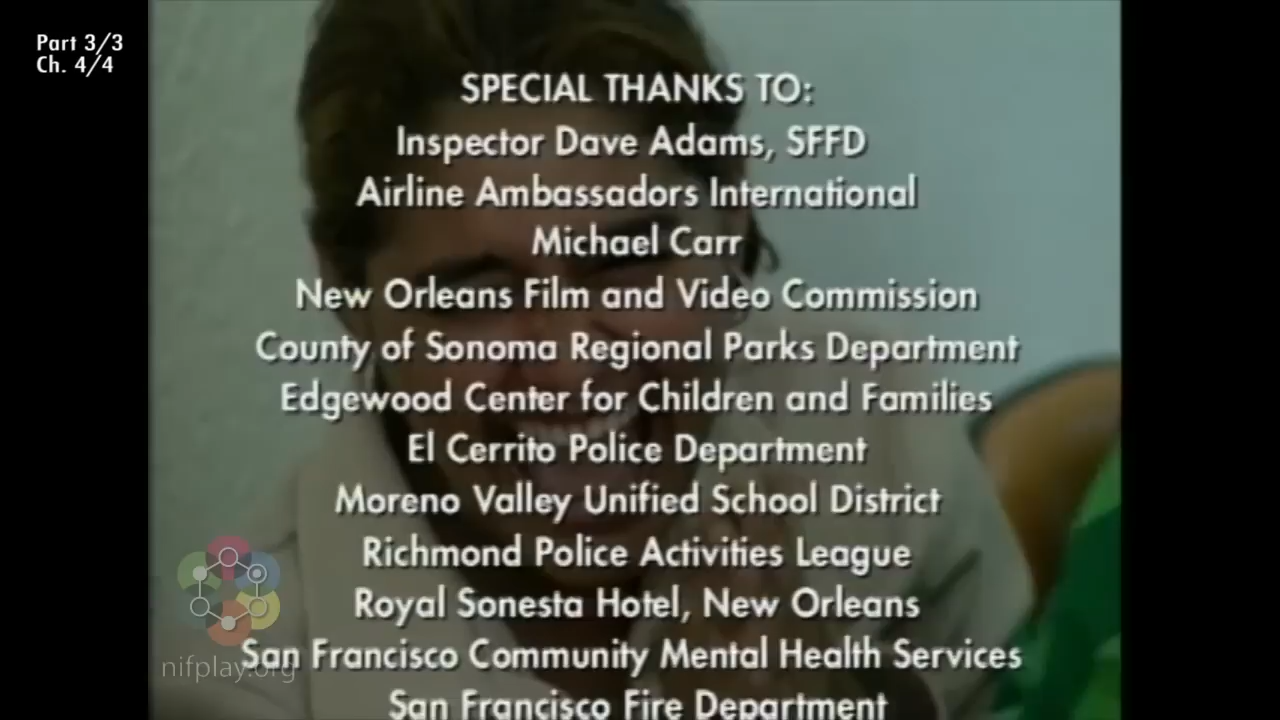 Part 3/3
Ch. 4/4
SPECIAL THANKS TO:
Inspector Dave Adams, SFFD
Airline Ambassadors International
Michael Carr
New Orleans Film and Video Commission
County of Sonoma Regional Parks Department
Edgewood Center for Children and Families
El Cerrito Police Department
Moreno Valley Unified School District
Richmond Police Activities League
Royal Sonesta Hotel, New Orleans
San Francisco Community Mental Health Services
nifplay.org
San Francisco Fire Department